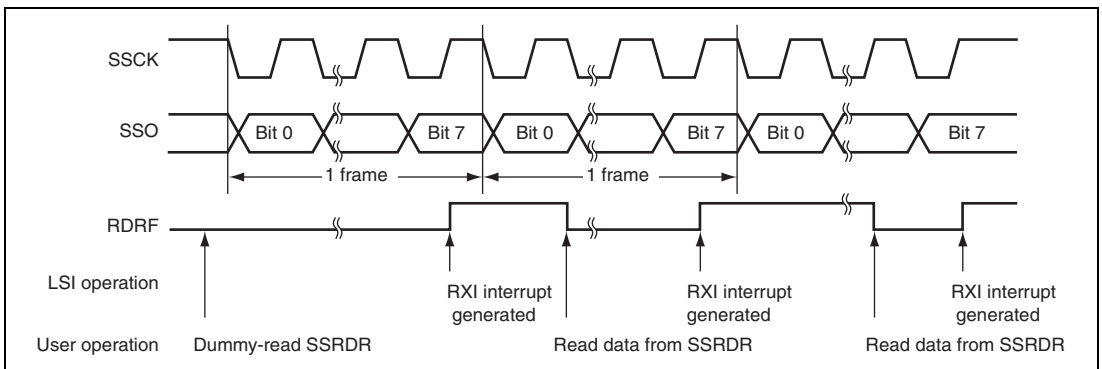 SSCK
SSO Bit 0 Bit 7 Bit 0 Bit 7 Bit 0 Bit 7
1 frame 1 frame
RDRF
LSI operation RXI interrupt generated RXI interrupt generated RXI interrupt generated
User operation Dummy-read SSRDR Read data from SSRDR Read data from SSRDR